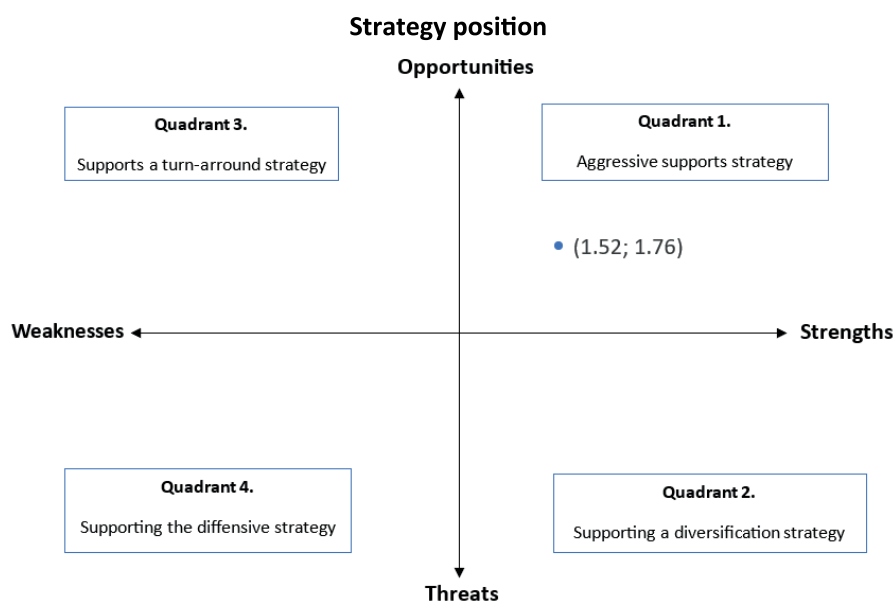 Strategy position
Opportunities
Quadrant 3.
Supports a turn-arround strategy
Quadrant 1.
Aggressive supports strategy
(1.52; 1.76)
Weaknesses
Strengths
Quadrant 4.
Supporting the diffensive strategy
Quadrant 2.
Supporting a diversification strategy
Threats